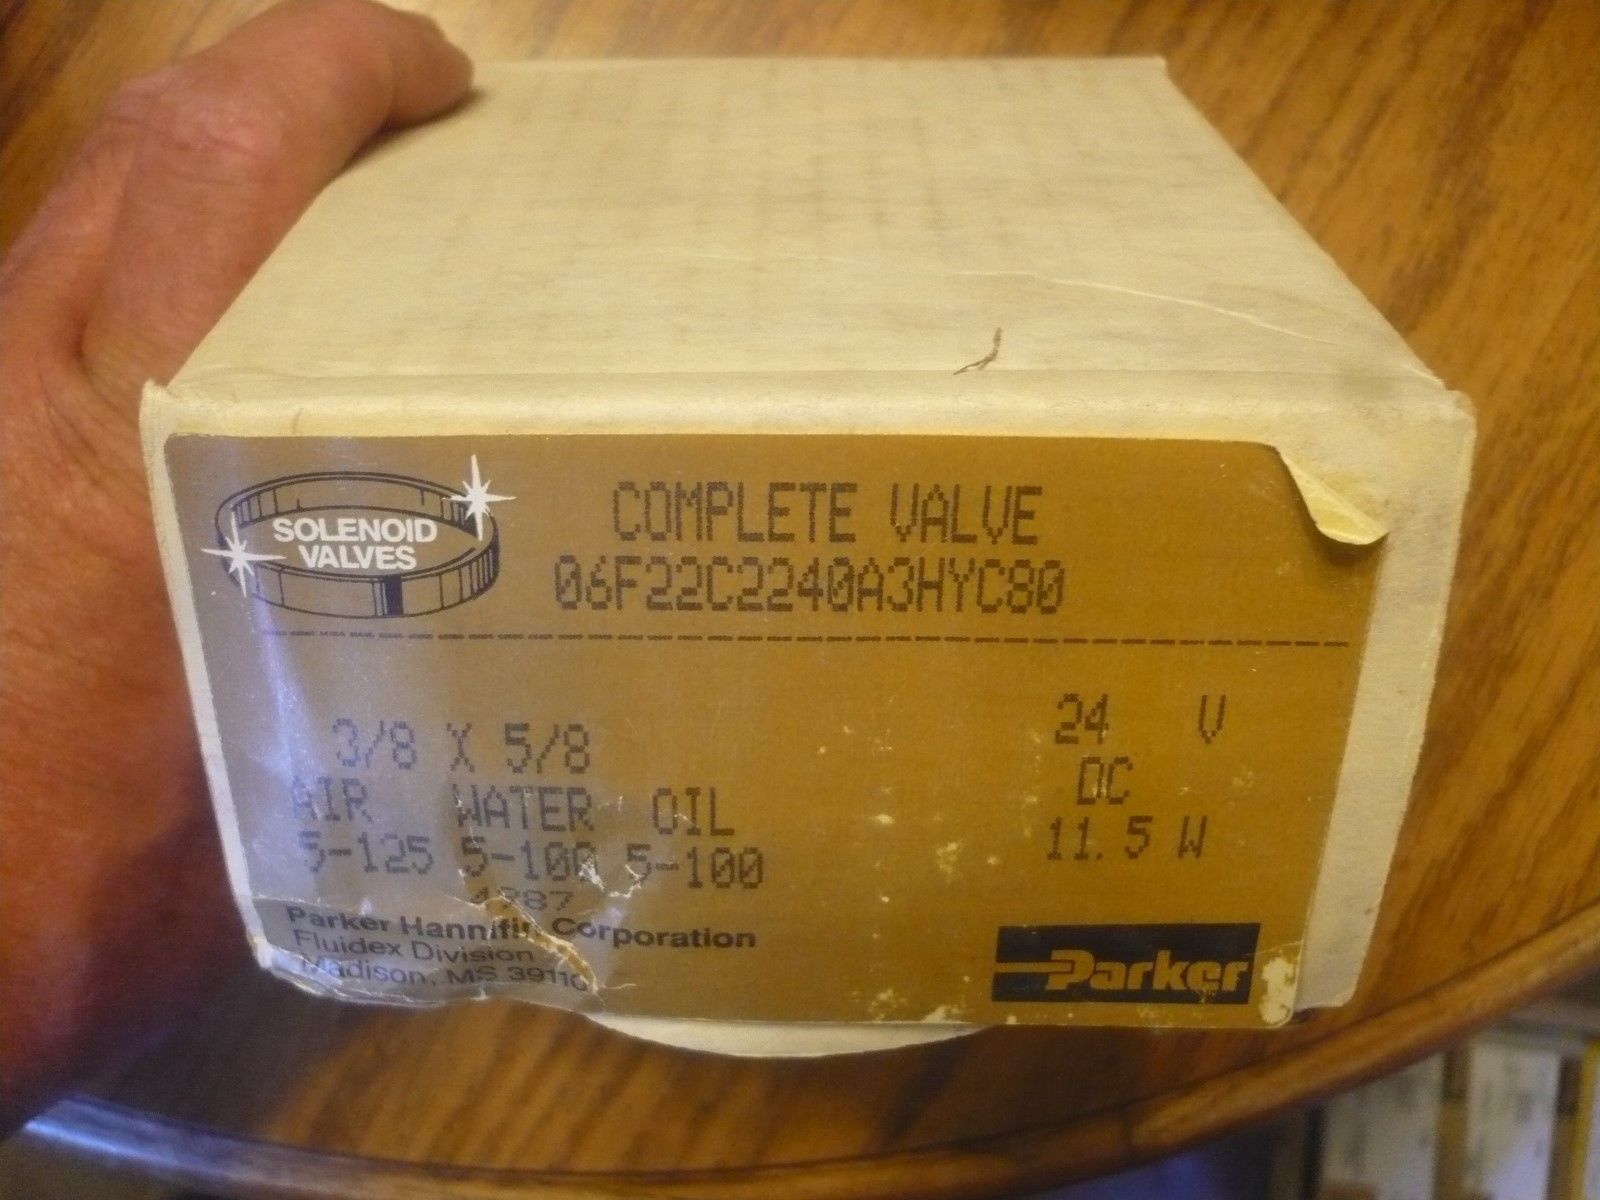 SOLENOID
VALVES
COMPLETE VALVE
06F22C2240A3HYC80
3/8 X 5/8
AIR WATER OIL
5-125 5-100 5-100
24 V
DC
11.5 W
Parker Hannifin Corporation
Fluidex Division
Madison, MS 39110
Parker